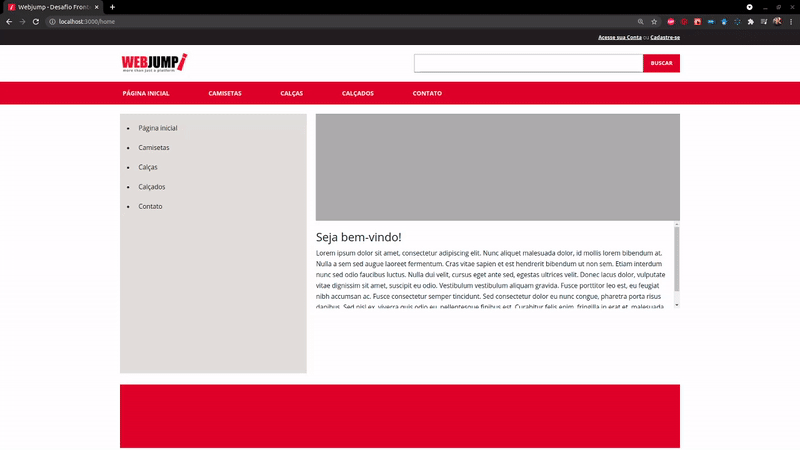 Webjump - Desafio Front
localhost:3000/home
Acesse sua Conta ou Cadastre-se
WEBJUMP!
more than just a platform
BUSCAR
PÁGINA INICIAL CAMISETAS CALÇAS CALÇADOS CONTATO
Página inicial
Camisetas
Calças
Calçados
Contato
Seja bem-vindo!
Lorem ipsum dolor sit amet, consectetur adipiscing elit. Nunc aliquet malesuada dolor, id mollis lorem bibendum at.
Nulla a sem sed augue laoreet fermentum. Cras vitae sapien et est hendrerit bibendum ut non sem. Etiam interdum
nunc sed odio faucibus luctus. Nulla dui velit, cursus eget ante sed, egestas ultrices velit. Donec lacus dolor, vulputate
vitae dignissim sit amet, suscipit eu odio. Vestibulum vestibulum aliquam gravida. Fusce porttitor leo est, eu feugiat
nibh accumsan ac. Fusce consectetur semper tincidunt. Sed consectetur dolor eu nunc congue, pharetra porta risus
dapibus. Sed nisi ex, viverra quis odio eu, pellentesque finibus est. Curabitur felis enim, fringilla in erat et, malesuada